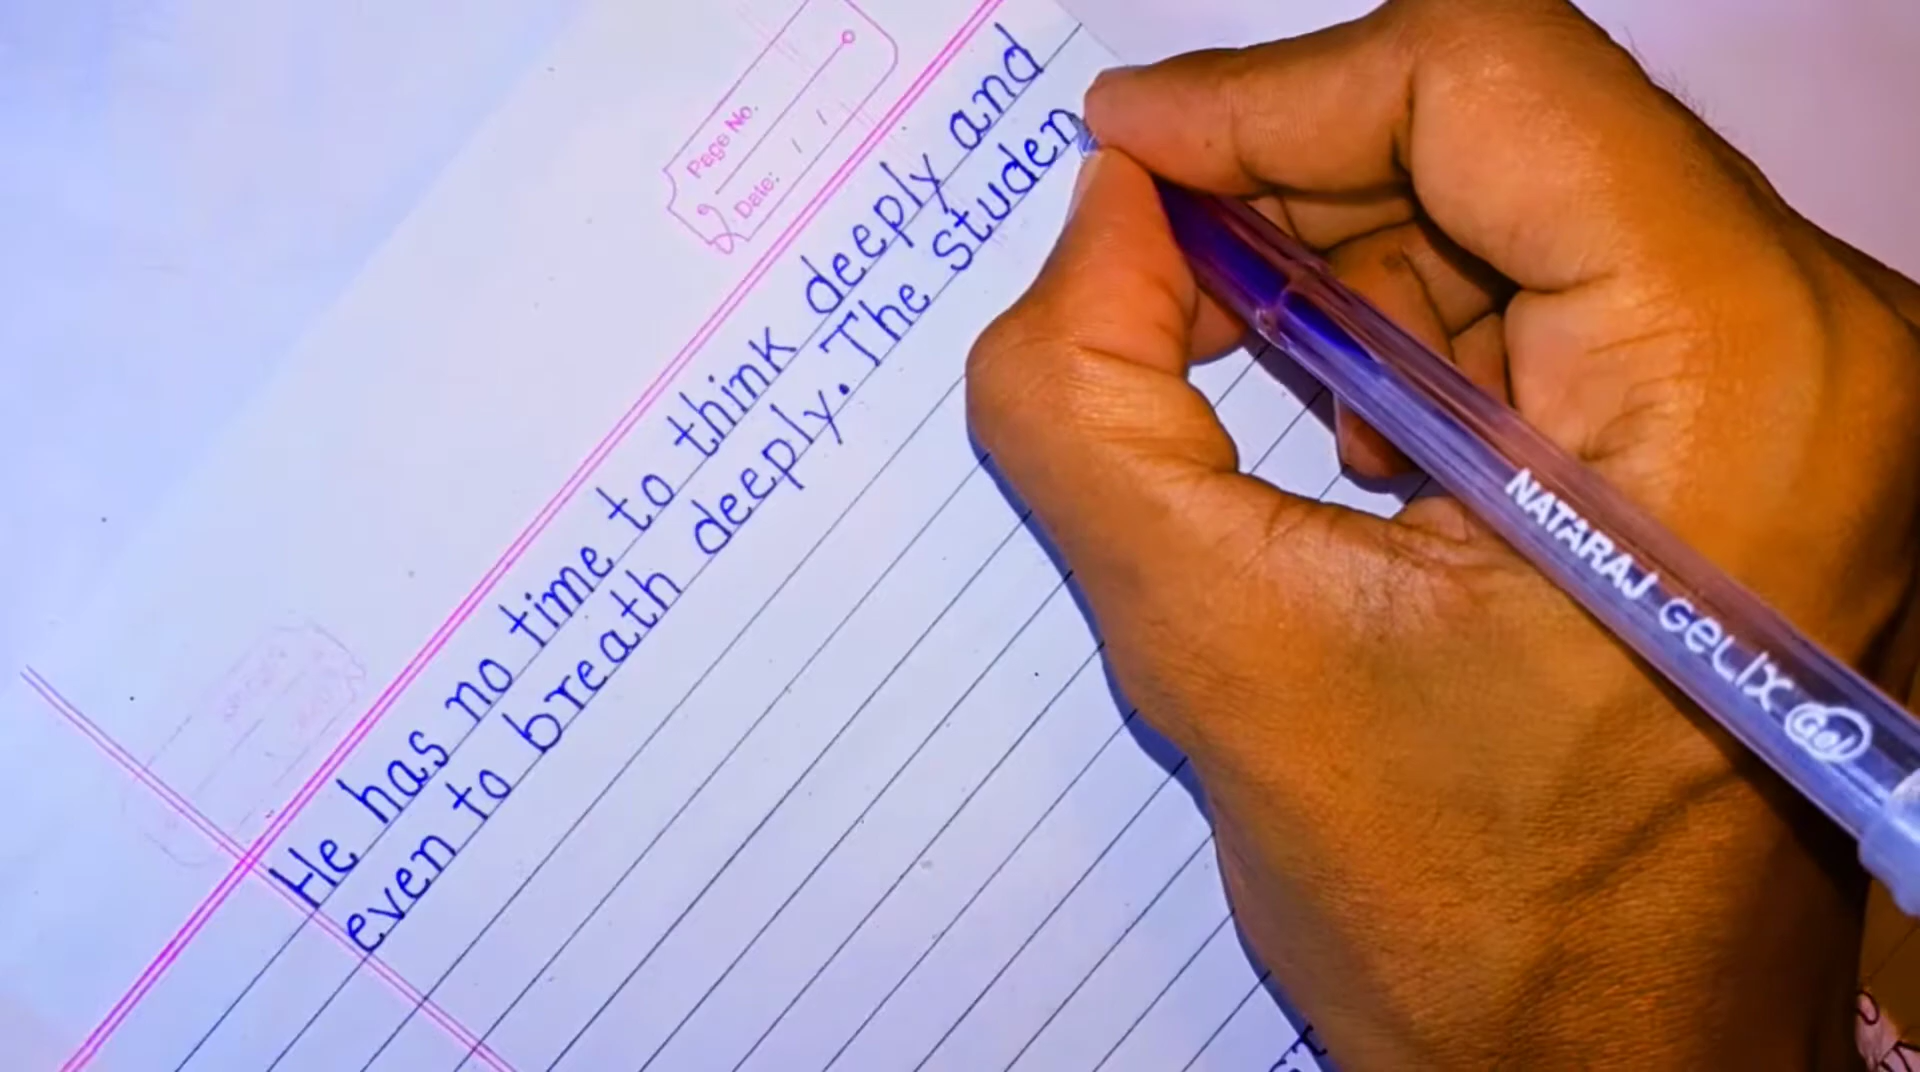 Page No.
Date: / /
He has no time to think deeply and
even to breath deeply. The studen
NATARAJ GELIX Gel